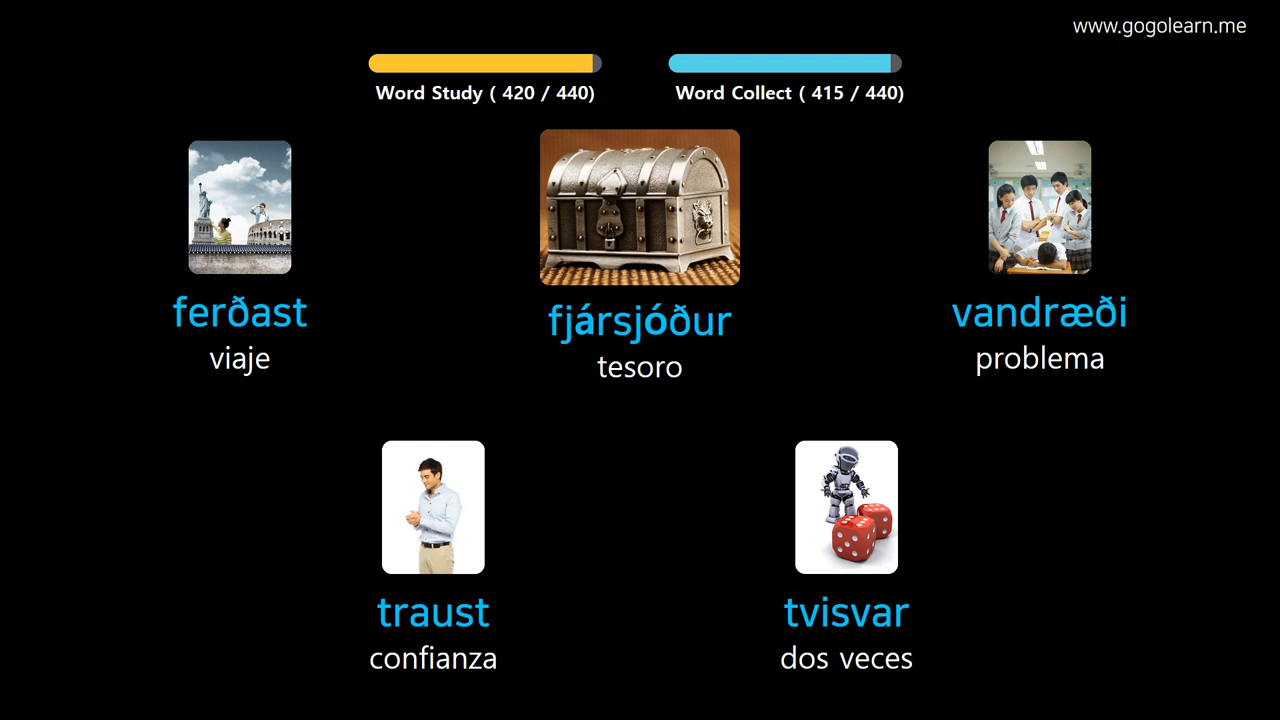 www.gogolearn.me
Word Study ( 420 / 440)
Word Collect ( 415 / 440)
ferðast
viaje
fjársjóður
tesoro
vandræði
problema
traust
confianza
tvisvar
dos veces